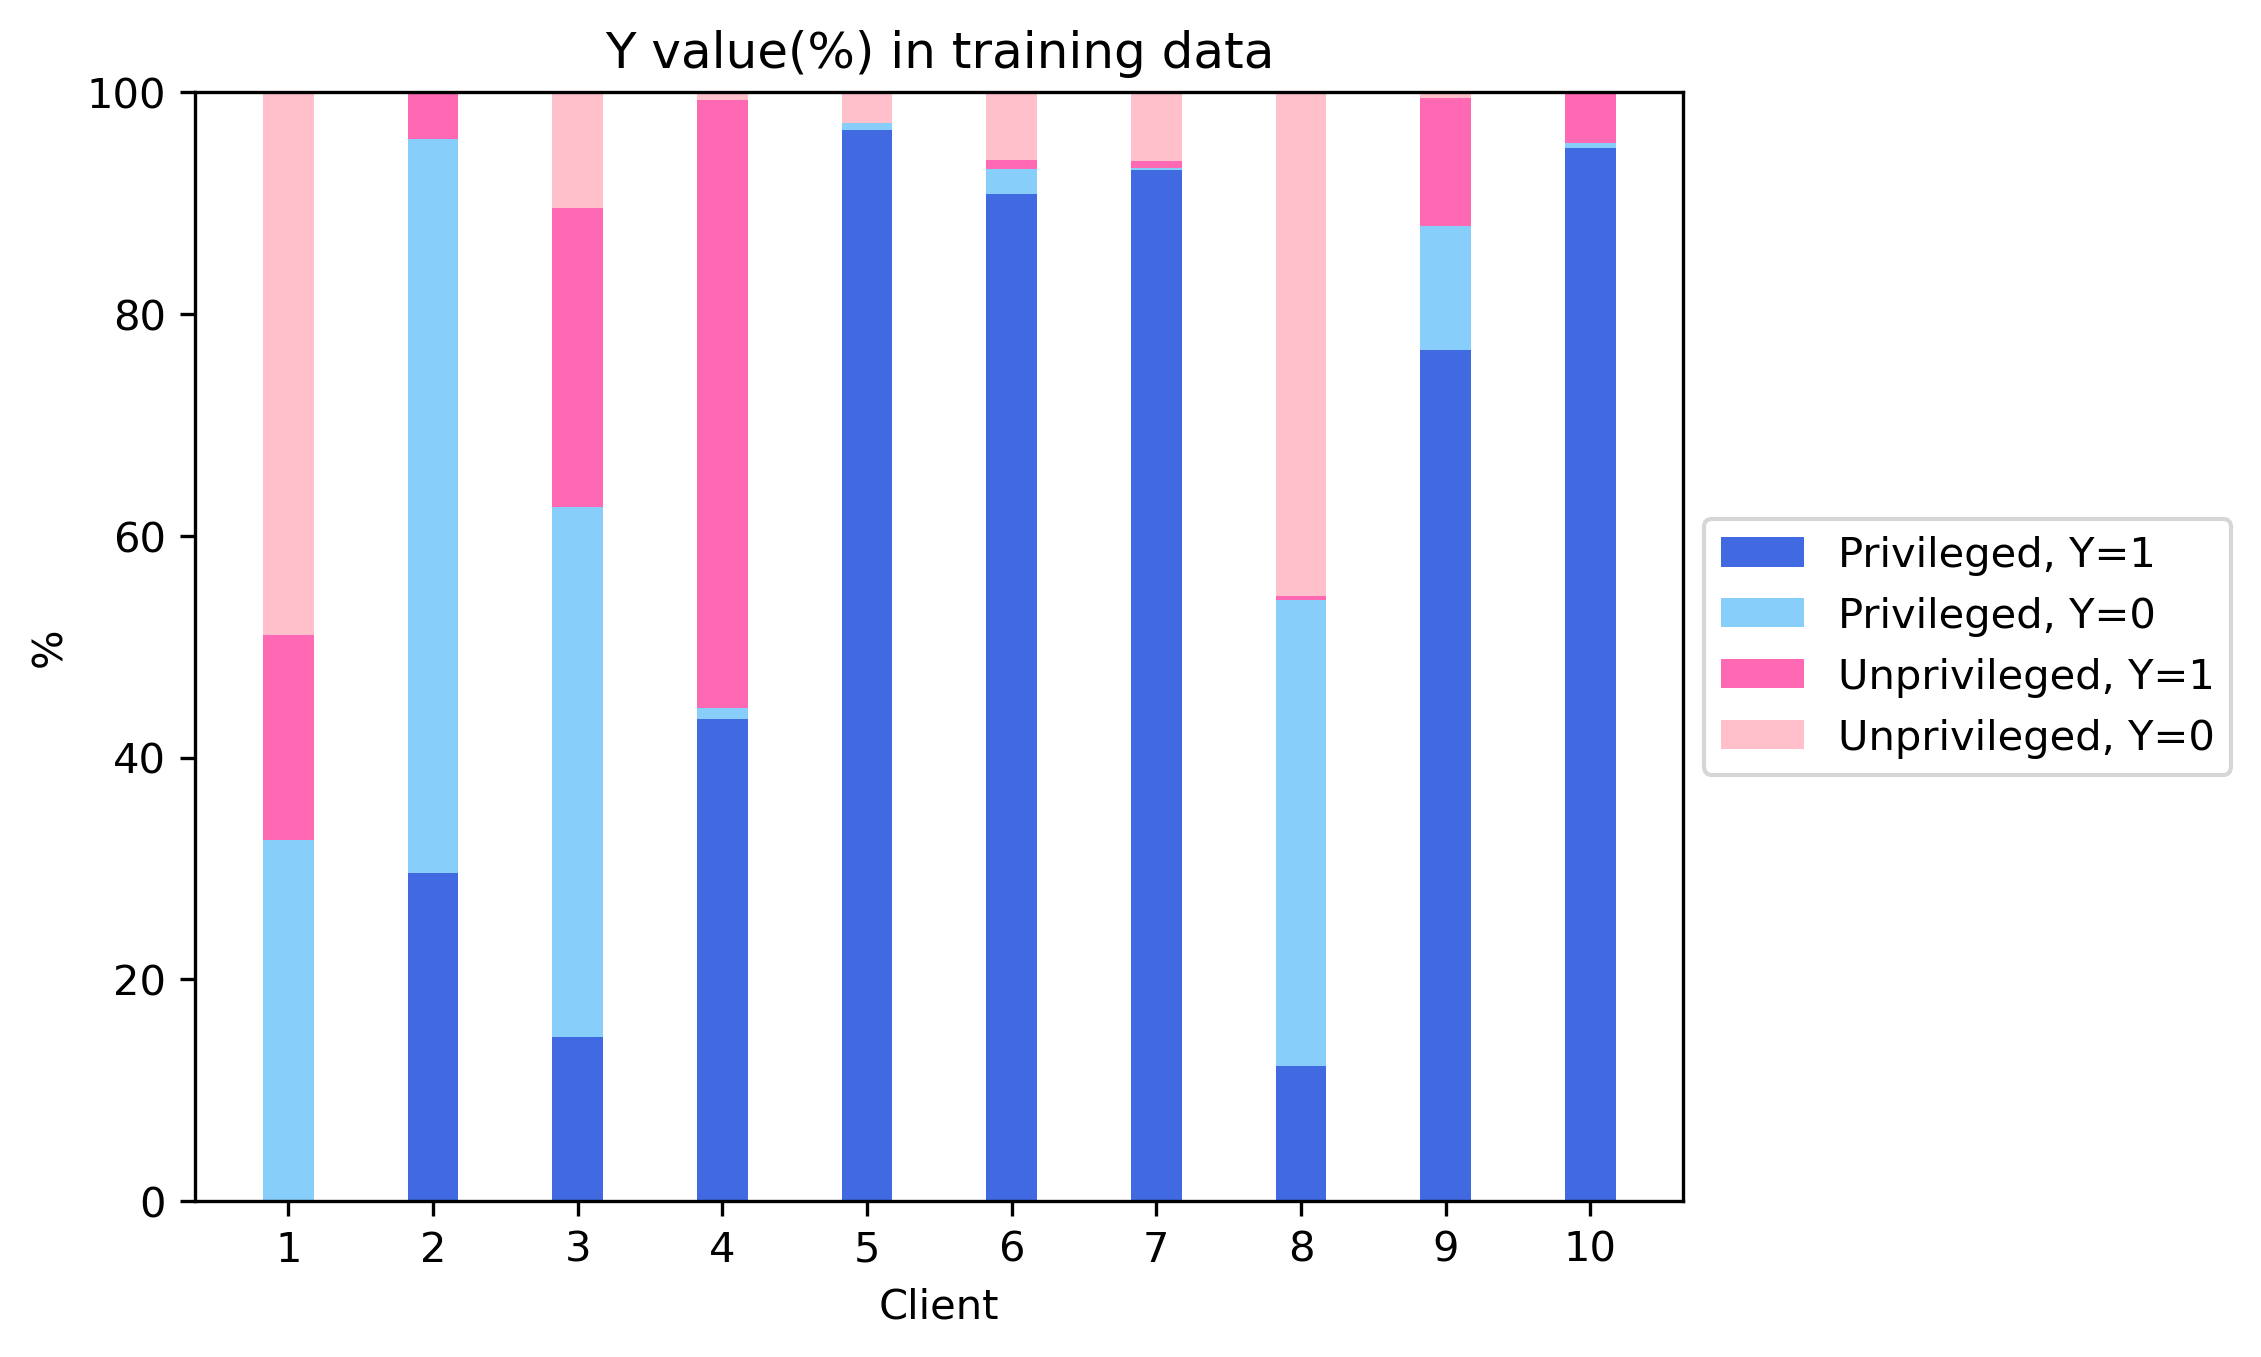 Y value(%) in training data
100
80
60
40
20
0
%
1 2 3 4 5 6 7 8 9 10
Client
Privileged, Y=1
Privileged, Y=0
Unprivileged, Y=1
Unprivileged, Y=0